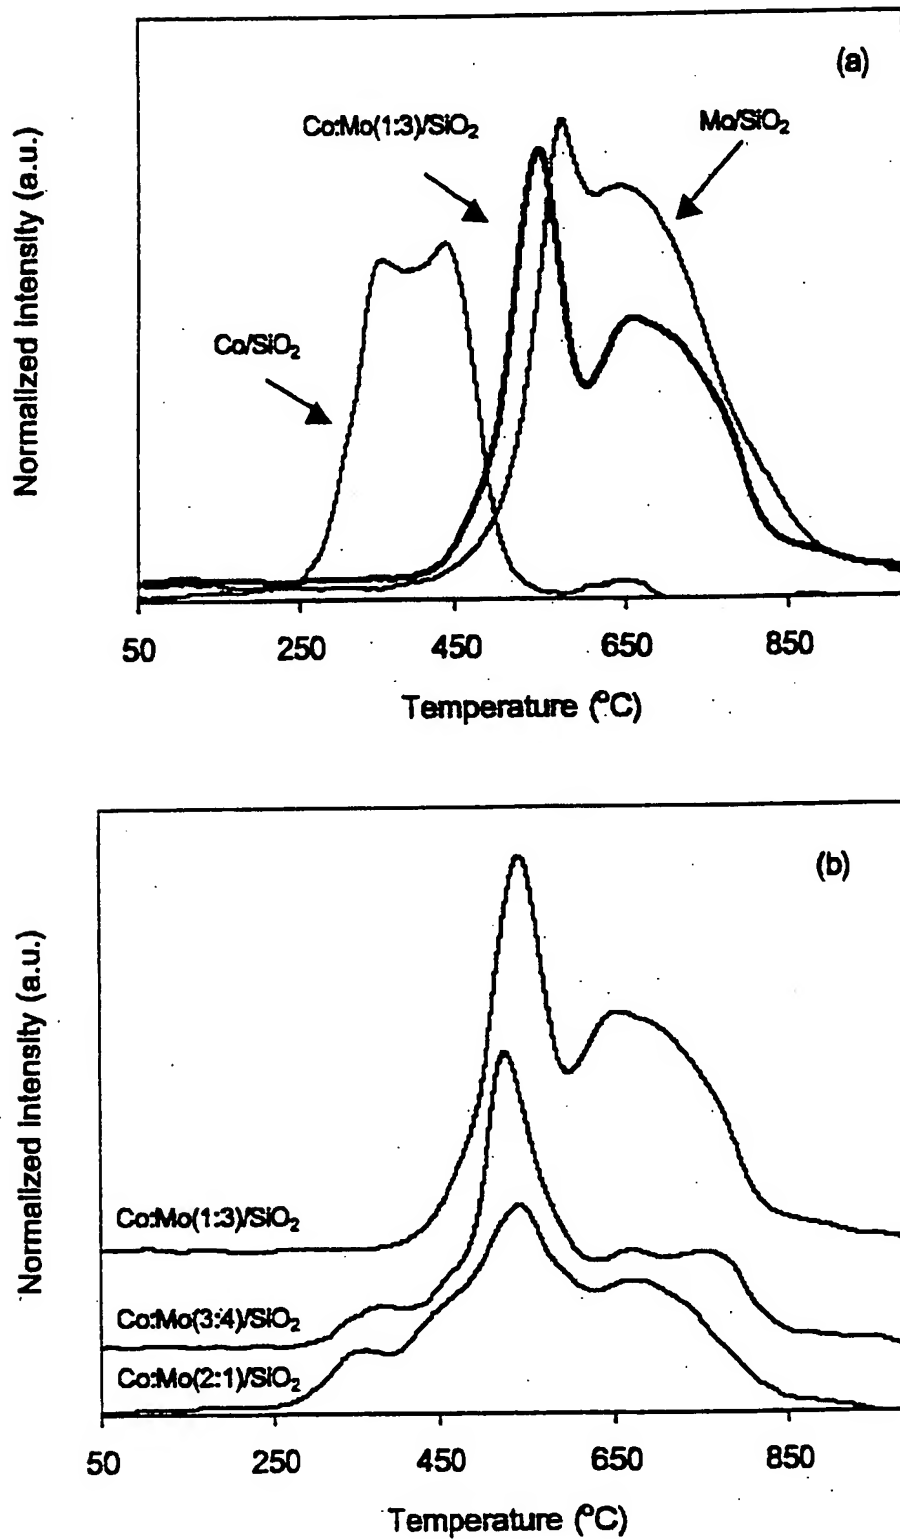 (a)
Co:Mo(1:3)/SiO₂
Mo/SiO₂
Co/SiO₂
Normalized intensity (a.u.)
50 250 450 650 850
Temperature (°C)
(b)
Normalized intensity (a.u.)
Co:Mo(1:3)/SiO₂
Co:Mo(3:4)/SiO₂
Co:Mo(2:1)/SiO₂
50 250 450 650 850
Temperature (°C)